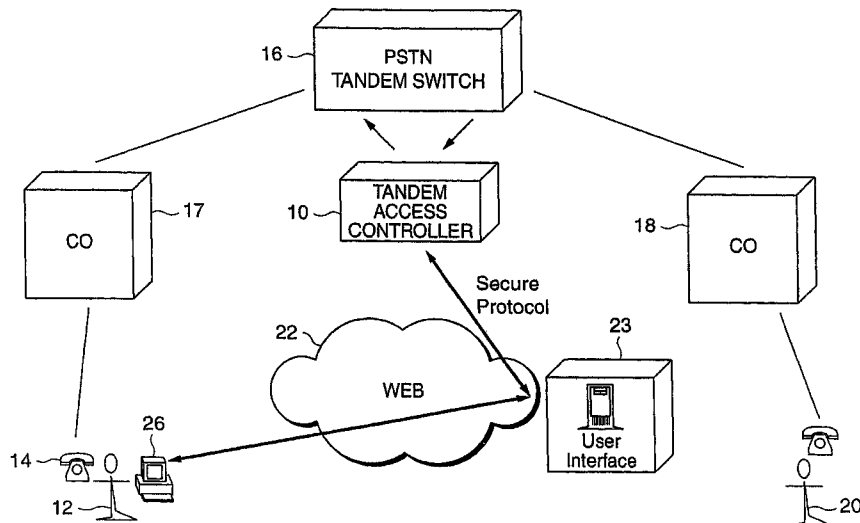 16
PSTN
TANDEM SWITCH
17
CO
10
TANDEM
ACCESS
CONTROLLER
18
CO
Secure
Protocol
22
23
WEB
26
User
Interface
14
12
20